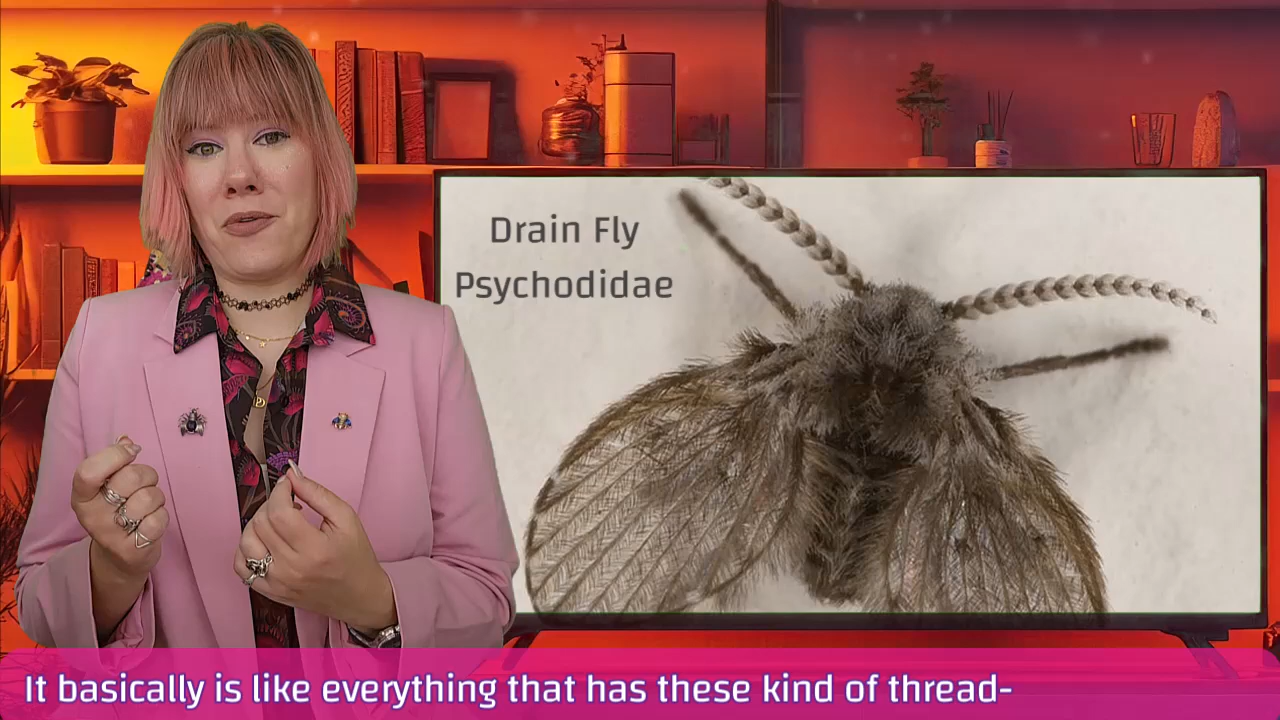 Drain Fly
Psychodidae
It basically is like everything that has these kind of thread-